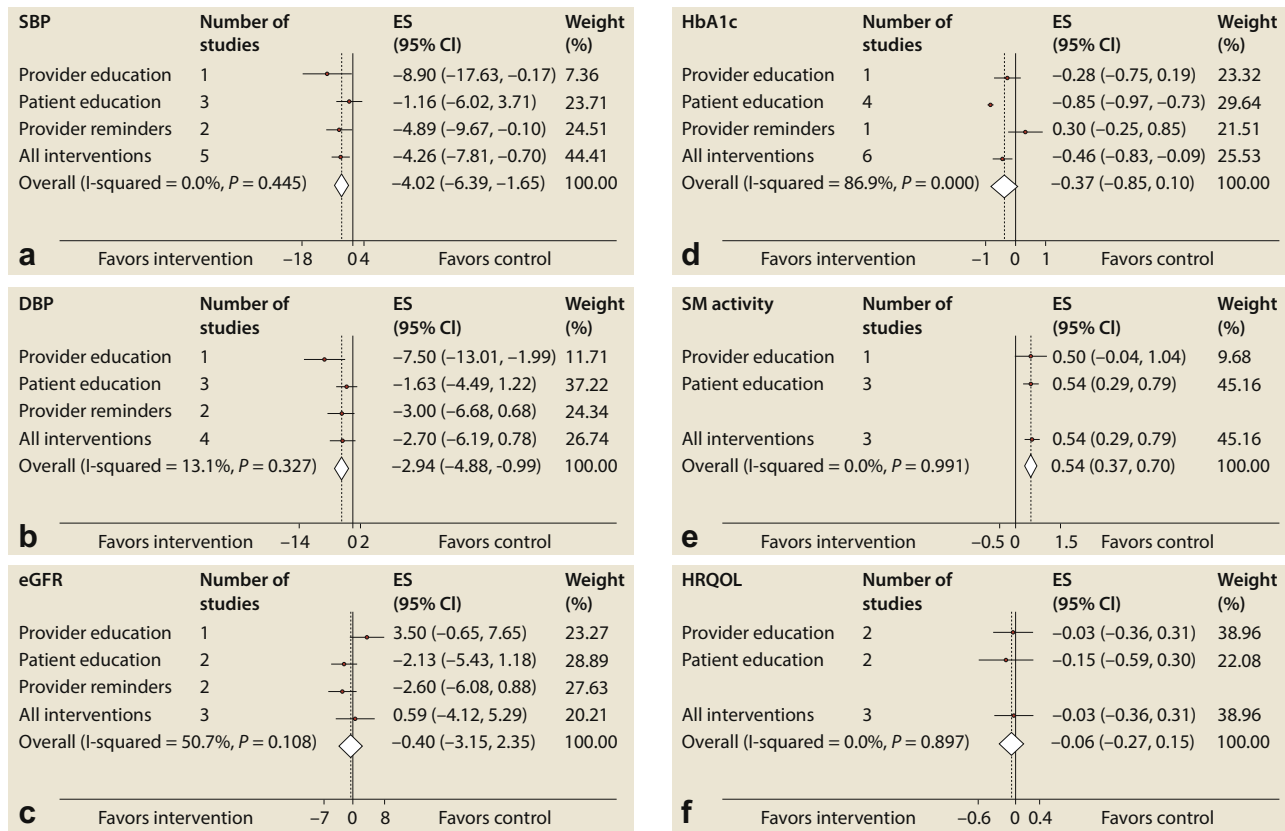 SBP Number of studies ES (95% Cl) Weight (%)
Provider education 1 −8.90 (−17.63, −0.17) 7.36
Patient education 3 −1.16 (−6.02, 3.71) 23.71
Provider reminders 2 −4.89 (−9.67, −0.10) 24.51
All interventions 5 −4.26 (−7.81, −0.70) 44.41
Overall (I-squared = 0.0%, P = 0.445) −4.02 (−6.39, −1.65) 100.00
a Favors intervention −18 0 4 Favors control
DBP Number of studies ES (95% Cl) Weight (%)
Provider education 1 −7.50 (−13.01, −1.99) 11.71
Patient education 3 −1.63 (−4.49, 1.22) 37.22
Provider reminders 2 −3.00 (−6.68, 0.68) 24.34
All interventions 4 −2.70 (−6.19, 0.78) 26.74
Overall (I-squared = 13.1%, P = 0.327) −2.94 (−4.88, −0.99) 100.00
b Favors intervention −14 0 2 Favors control
eGFR Number of studies ES (95% Cl) Weight (%)
Provider education 1 3.50 (−0.65, 7.65) 23.27
Patient education 2 −2.13 (−5.43, 1.18) 28.89
Provider reminders 2 −2.60 (−6.08, 0.88) 27.63
All interventions 3 0.59 (−4.12, 5.29) 20.21
Overall (I-squared = 50.7%, P = 0.108) −0.40 (−3.15, 2.35) 100.00
c Favors intervention −7 0 8 Favors control
HbA1c Number of studies ES (95% Cl) Weight (%)
Provider education 1 −0.28 (−0.75, 0.19) 23.32
Patient education 4 −0.85 (−0.97, −0.73) 29.64
Provider reminders 1 0.30 (−0.25, 0.85) 21.51
All interventions 6 −0.46 (−0.83, −0.09) 25.53
Overall (I-squared = 86.9%, P = 0.000) −0.37 (−0.85, 0.10) 100.00
d Favors intervention −1 0 1 Favors control
SM activity Number of studies ES (95% Cl) Weight (%)
Provider education 1 0.50 (−0.04, 1.04) 9.68
Patient education 3 0.54 (0.29, 0.79) 45.16
All interventions 3 0.54 (0.29, 0.79) 45.16
Overall (I-squared = 0.0%, P = 0.991) 0.54 (0.37, 0.70) 100.00
e Favors intervention −0.5 0 1.5 Favors control
HRQOL Number of studies ES (95% Cl) Weight (%)
Provider education 2 −0.03 (−0.36, 0.31) 38.96
Patient education 2 −0.15 (−0.59, 0.30) 22.08
All interventions 3 −0.03 (−0.36, 0.31) 38.96
Overall (I-squared = 0.0%, P = 0.897) −0.06 (−0.27, 0.15) 100.00
f Favors intervention −0.6 0 0.4 Favors control